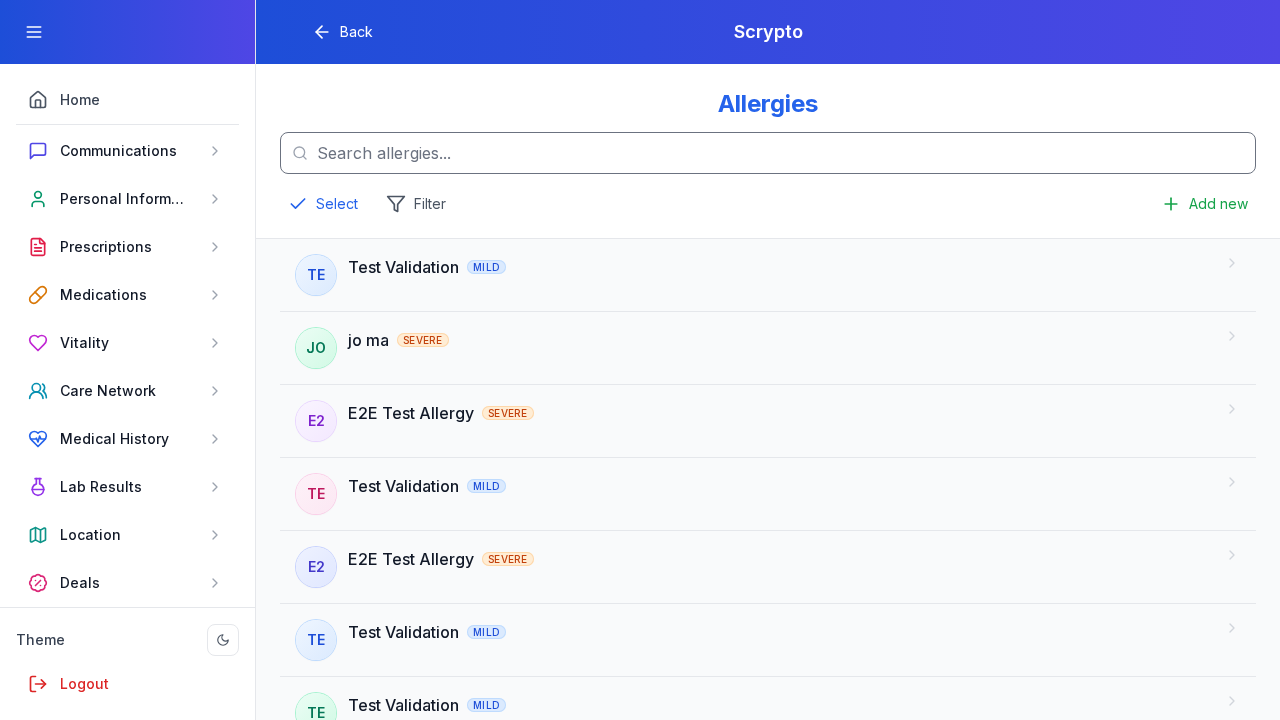 Back
Scrypto
Home
Communications
Personal Inform...
Prescriptions
Medications
Vitality
Care Network
Medical History
Lab Results
Location
Deals
Theme
Logout
Allergies
Search allergies...
Select
Filter
Add new
TE
Test Validation MILD
JO
jo ma SEVERE
E2
E2E Test Allergy SEVERE
TE
Test Validation MILD
E2
E2E Test Allergy SEVERE
TE
Test Validation MILD
TE
Test Validation MILD